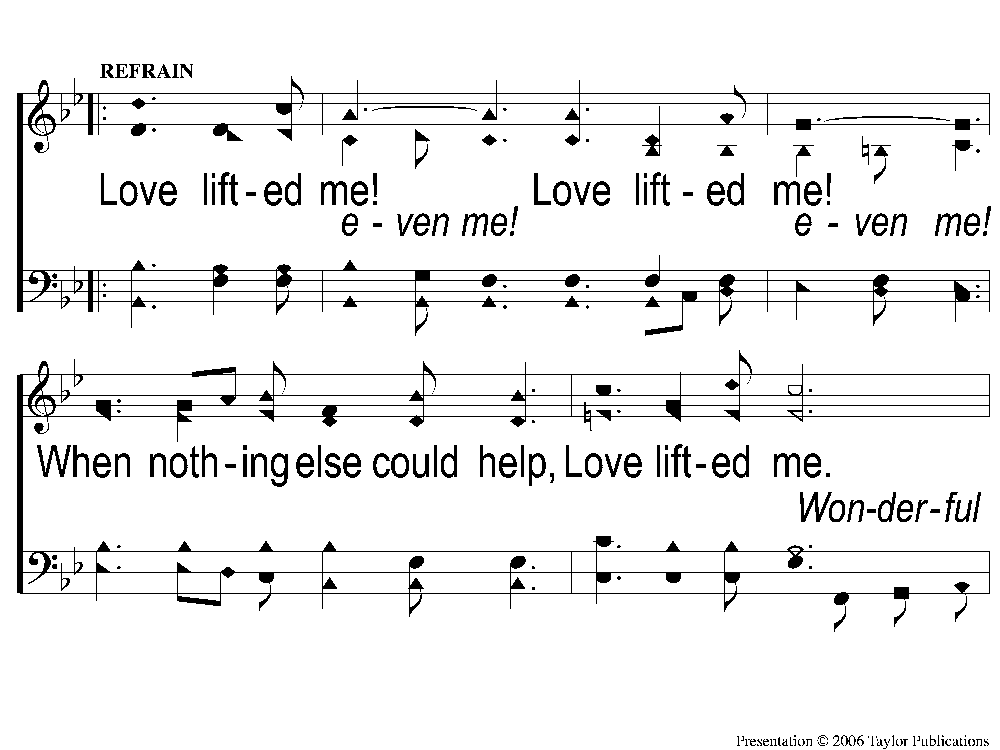 REFRAIN
Love lift - ed me! Love lift - ed me!
e - ven me! e - ven me!
When noth - ing else could help, Love lift - ed me.
Won - der - ful
Presentation © 2006 Taylor Publications